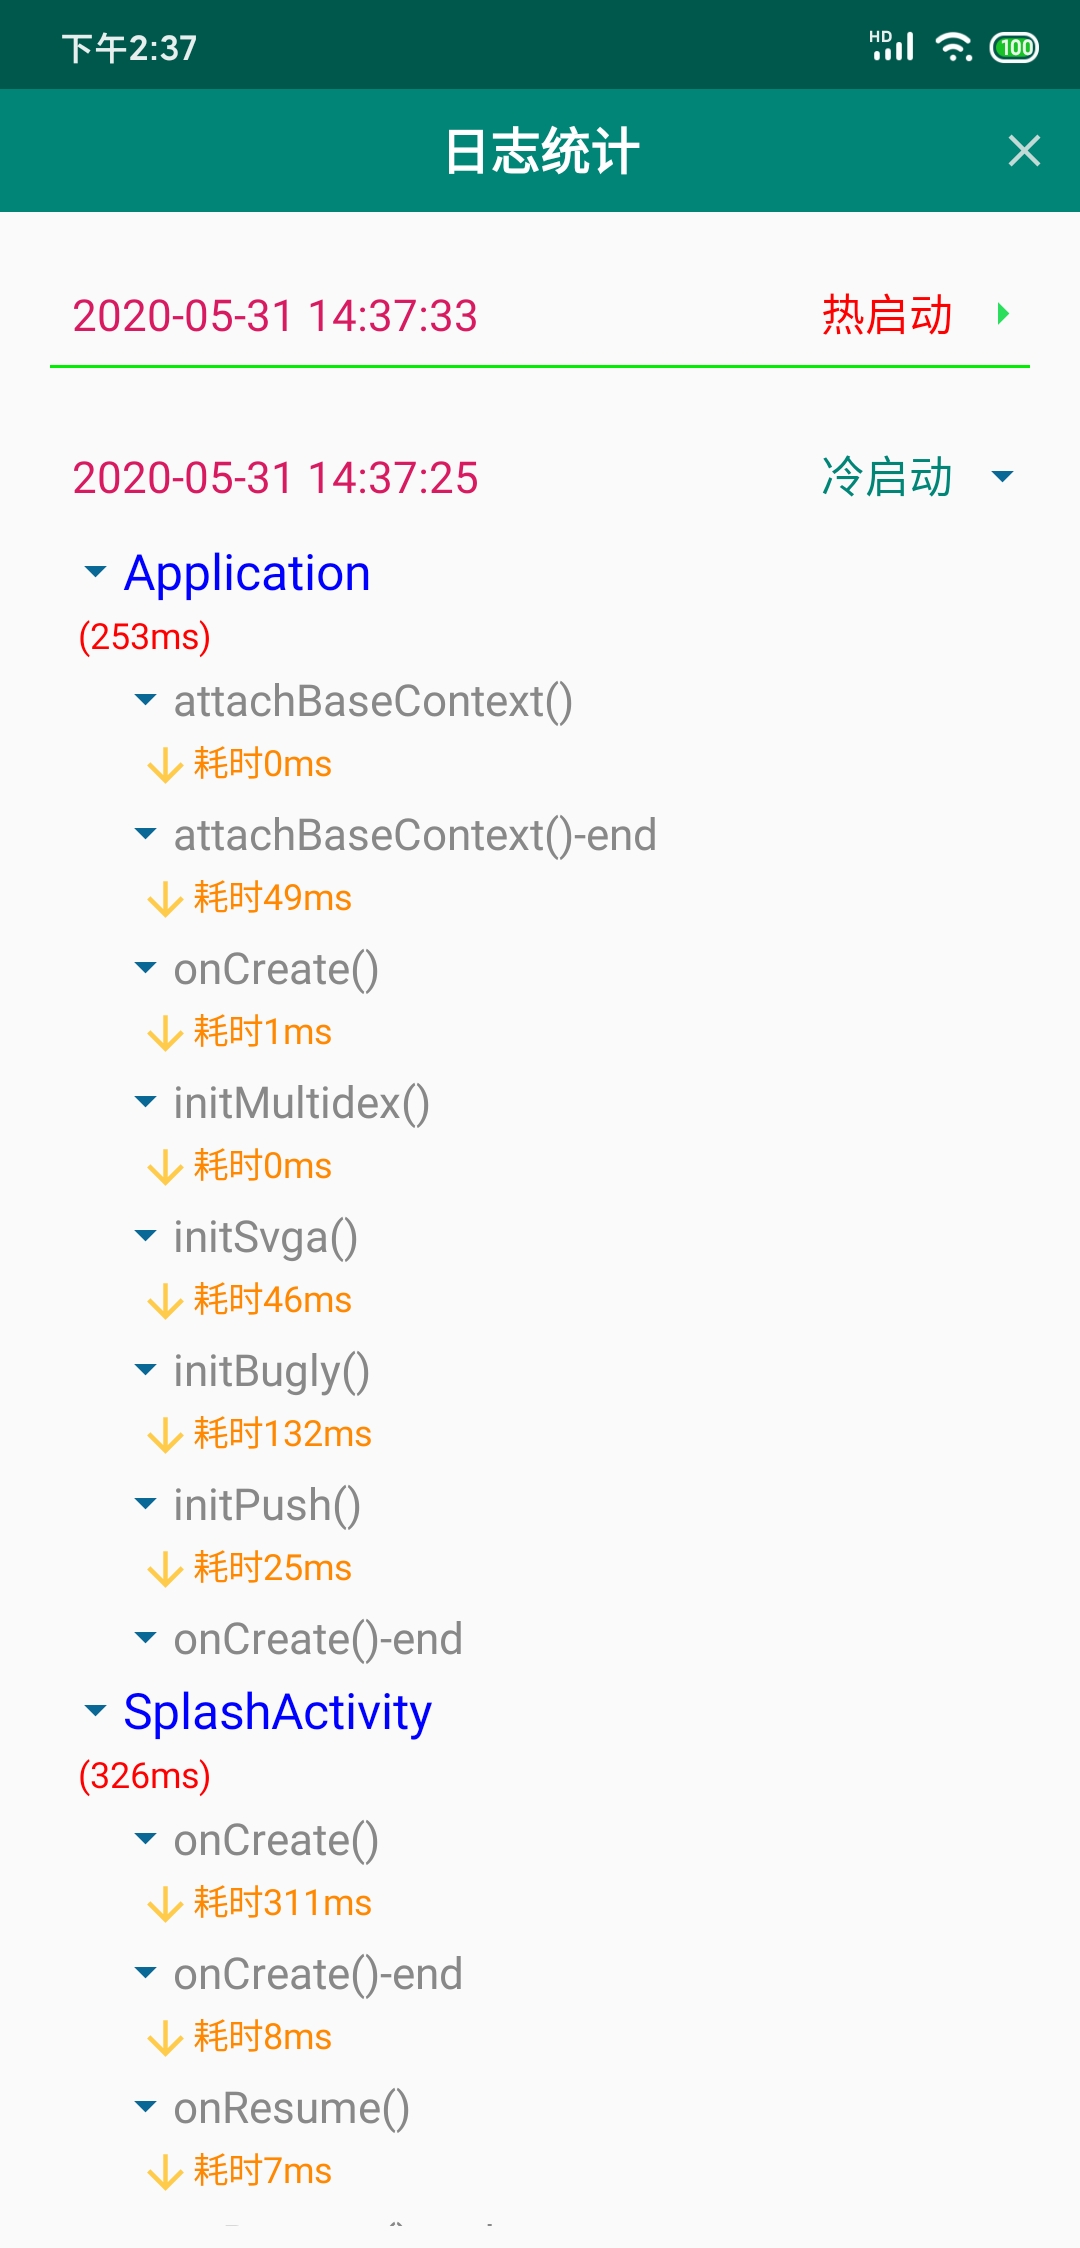 下午2:37
HD
100
日志统计
2020-05-31 14:37:33 热启动
2020-05-31 14:37:25 冷启动
Application
(253ms)
attachBaseContext()
耗时0ms
attachBaseContext()-end
耗时49ms
onCreate()
耗时1ms
initMultidex()
耗时0ms
initSvga()
耗时46ms
initBugly()
耗时132ms
initPush()
耗时25ms
onCreate()-end
SplashActivity
(326ms)
onCreate()
耗时311ms
onCreate()-end
耗时8ms
onResume()
耗时7ms